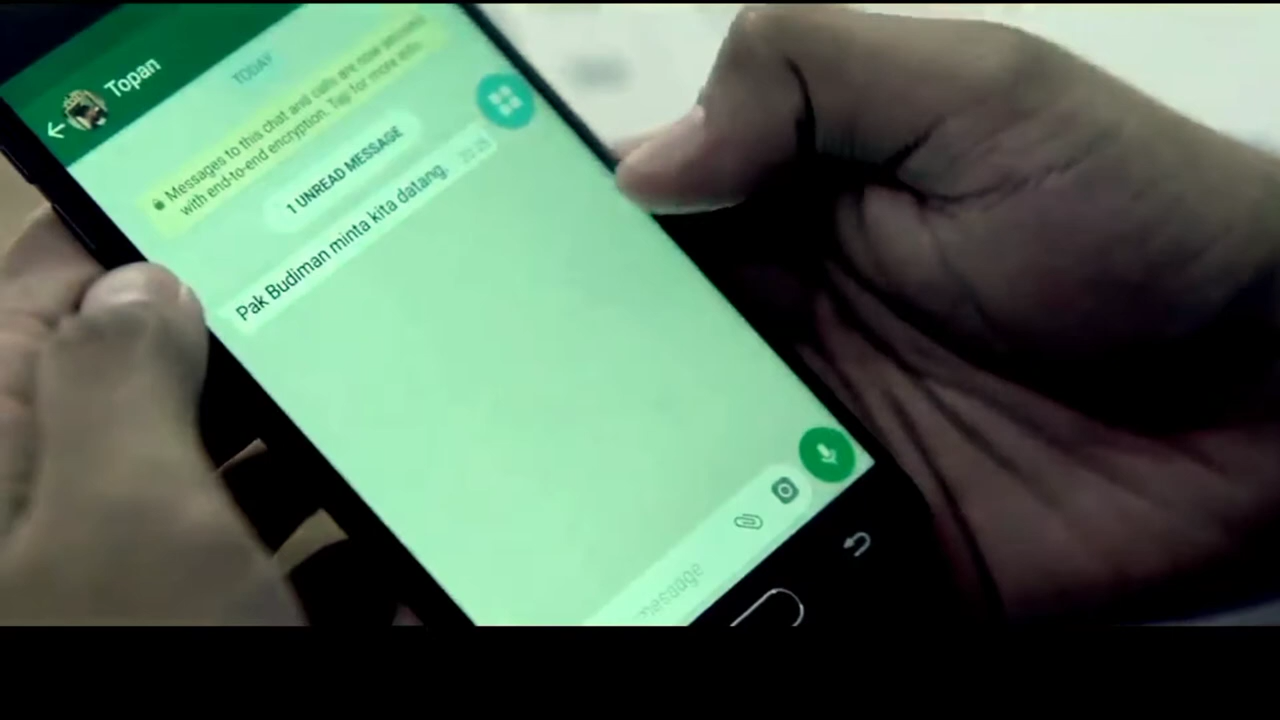 Topan
TODAY
Messages to this chat and calls are now secured
with end-to-end encryption. Tap for more info.
1 UNREAD MESSAGE
Pak Budiman minta kita datang.
message